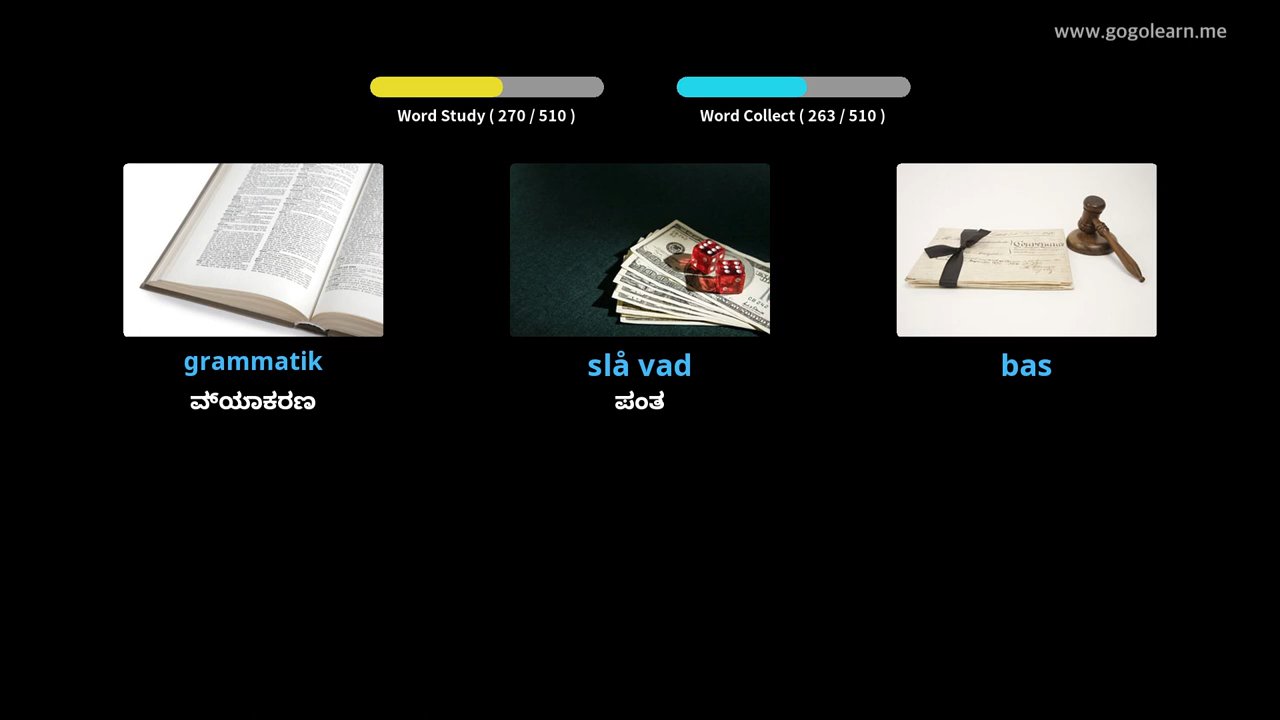 www.gogolearn.me
Word Study ( 270 / 510 )
Word Collect ( 263 / 510 )
grammatik
slå vad
bas
ವ್ಯಾಕರಣ
ಪಂತ